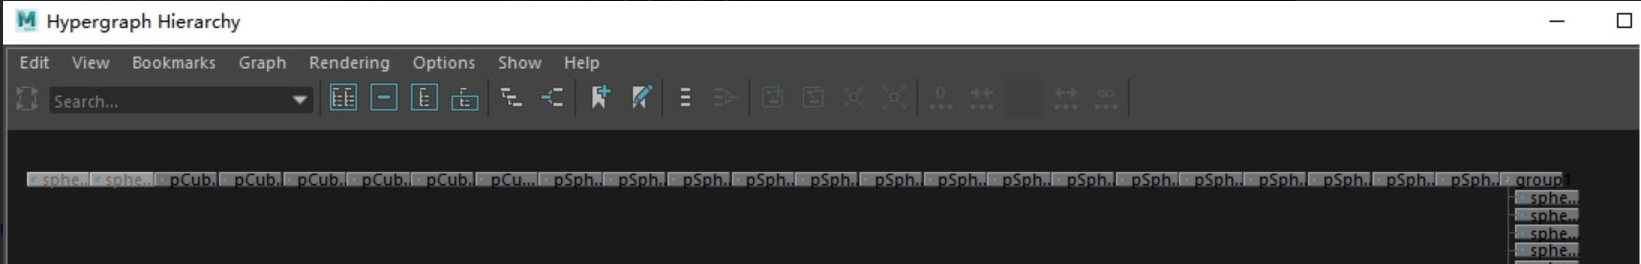 Hypergraph Hierarchy
Edit View Bookmarks Graph Rendering Options Show Help
Search... 0
sphe... sphe... pCub. pCub. pCub. pCub. pCub. pCu... pSph.. pSph. pSph.. pSph.. pSph.. pSph. pSph.. pSph.. pSph.. pSph.. pSph.. pSph. pSph.. pSph.. pSph.. group1
sphe...
sphe...
sphe...
sphe...